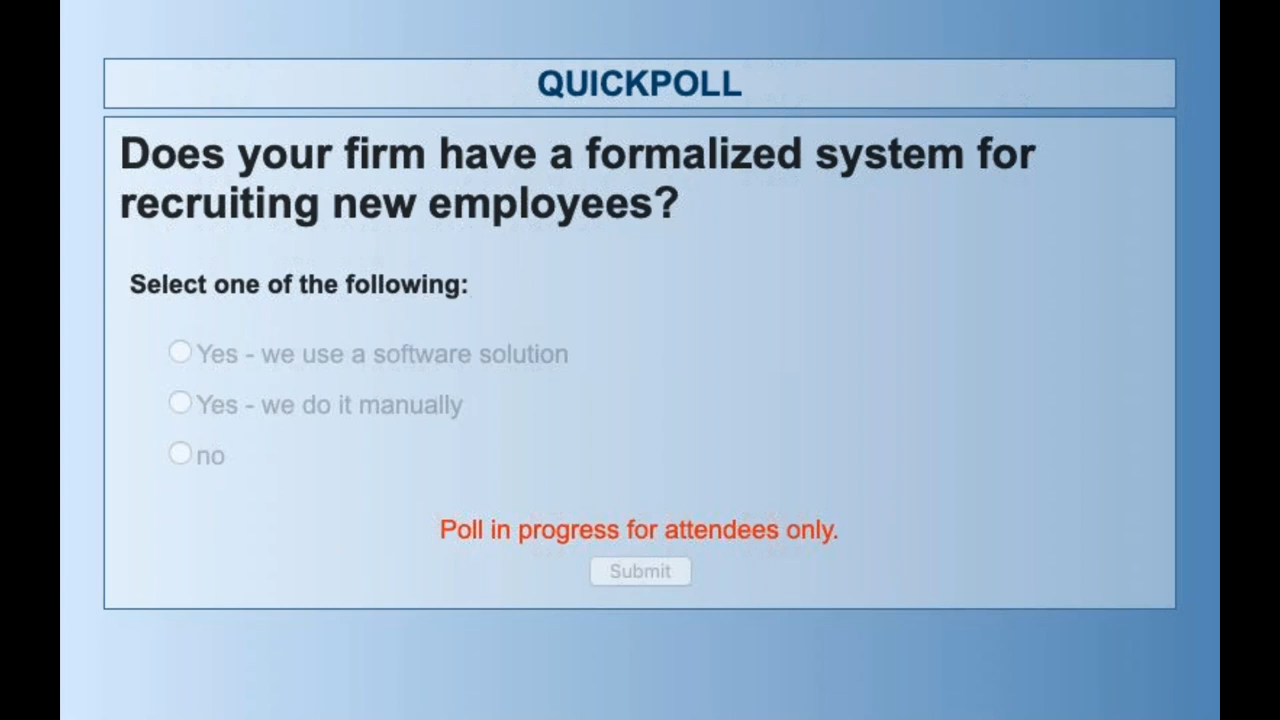 QUICKPOLL
Does your firm have a formalized system for
recruiting new employees?
Select one of the following:
Yes - we use a software solution
Yes - we do it manually
no
Poll in progress for attendees only.
Submit